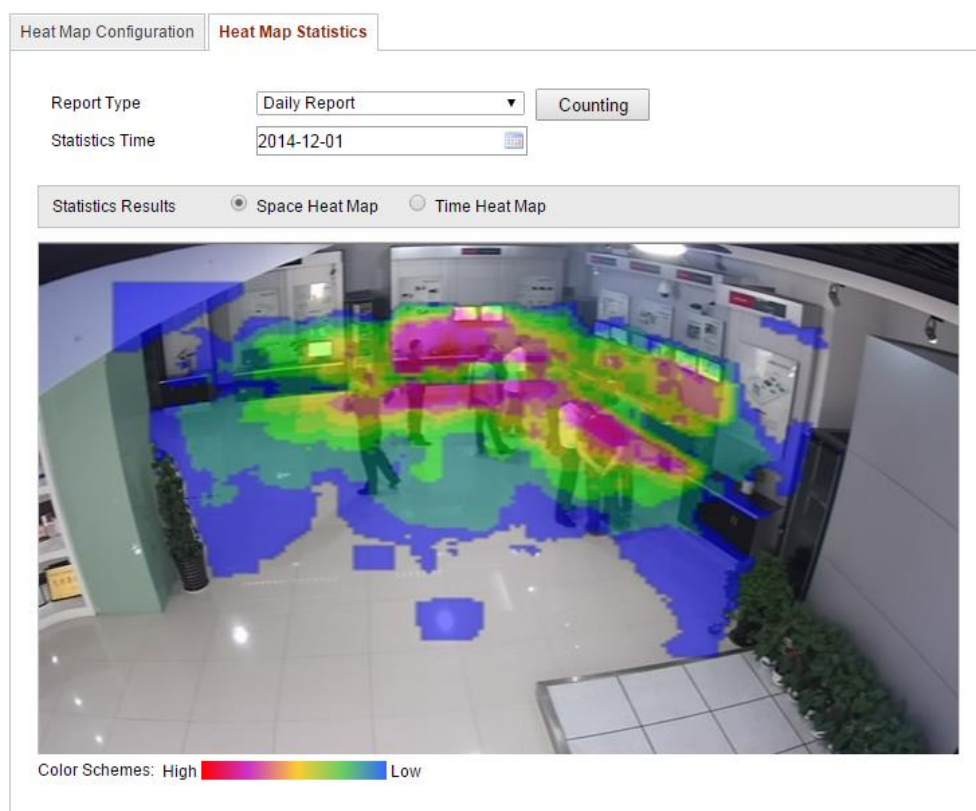 Heat Map Configuration Heat Map Statistics
Report Type Daily Report Counting
Statistics Time 2014-12-01
Statistics Results Space Heat Map Time Heat Map
Color Schemes: High Low